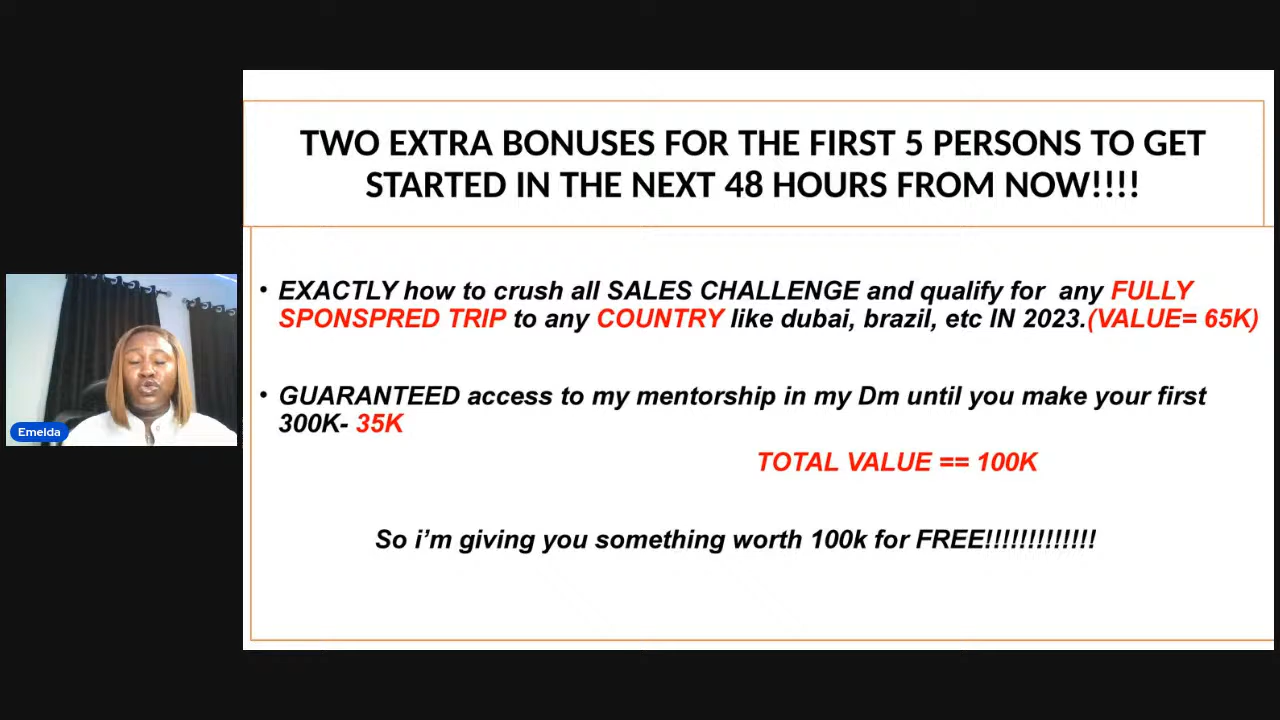 TWO EXTRA BONUSES FOR THE FIRST 5 PERSONS TO GET
STARTED IN THE NEXT 48 HOURS FROM NOW!!!!
• EXACTLY how to crush all SALES CHALLENGE and qualify for any FULLY
SPONSPRED TRIP to any COUNTRY like dubai, brazil, etc IN 2023.(VALUE= 65K)
• GUARANTEED access to my mentorship in my Dm until you make your first
300K- 35K
TOTAL VALUE == 100K
So i’m giving you something worth 100k for FREE!!!!!!!!!!!!!
Emelda